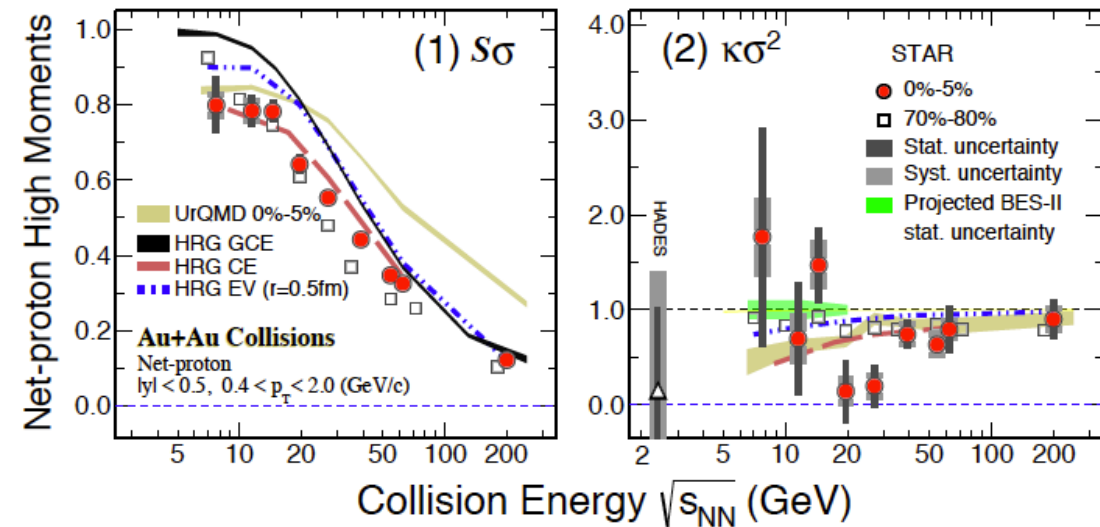 Net-proton High Moments
1.0
0.8
0.6
0.4
0.2
0.0
(1) Sσ
UrQMD 0%-5%
HRG GCE
HRG CE
HRG EV (r=0.5fm)
Au+Au Collisions
Net-proton
|y| < 0.5, 0.4 < p_T < 2.0 (GeV/c)
5 10 20 50 100 200
4.0
3.0
2.0
1.0
0.0
(2) κσ²
STAR
0%-5%
70%-80%
Stat. uncertainty
Syst. uncertainty
Projected BES-II
stat. uncertainty
HADES
2 5 10 20 50 100 200
Collision Energy √s_NN (GeV)